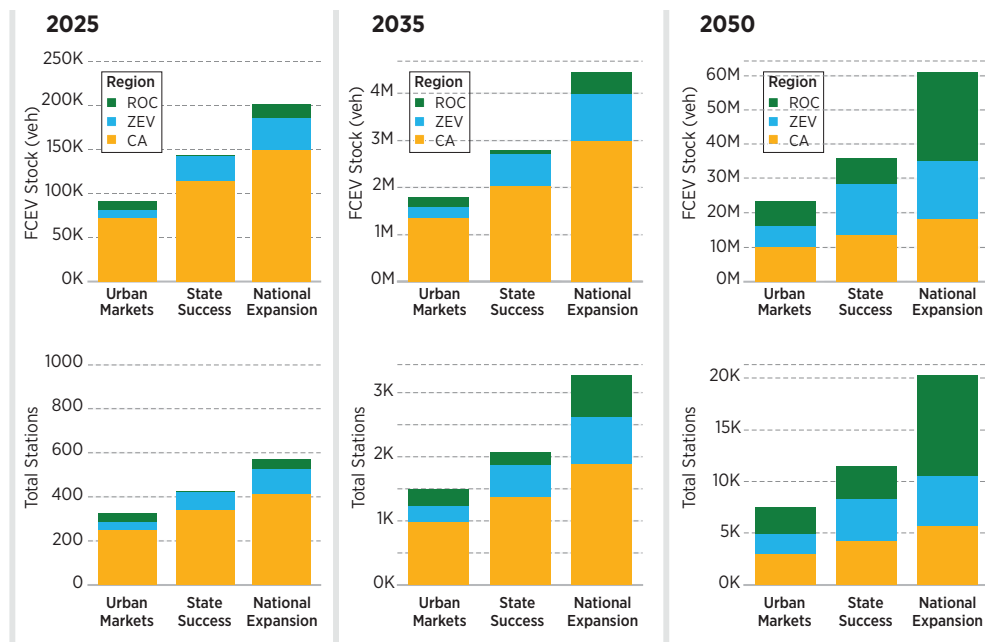 2025
FCEV Stock (veh)
250K
200K
150K
100K
50K
0K
Region
ROC
ZEV
CA
Urban
Markets
State
Success
National
Expansion
Total Stations
1000
800
600
400
200
0
Urban
Markets
State
Success
National
Expansion
2035
FCEV Stock (veh)
4M
3M
2M
1M
0M
Region
ROC
ZEV
CA
Urban
Markets
State
Success
National
Expansion
Total Stations
3K
2K
1K
0K
Urban
Markets
State
Success
National
Expansion
2050
FCEV Stock (veh)
60M
50M
40M
30M
20M
10M
0M
Region
ROC
ZEV
CA
Urban
Markets
State
Success
National
Expansion
Total Stations
20K
15K
10K
5K
0K
Urban
Markets
State
Success
National
Expansion